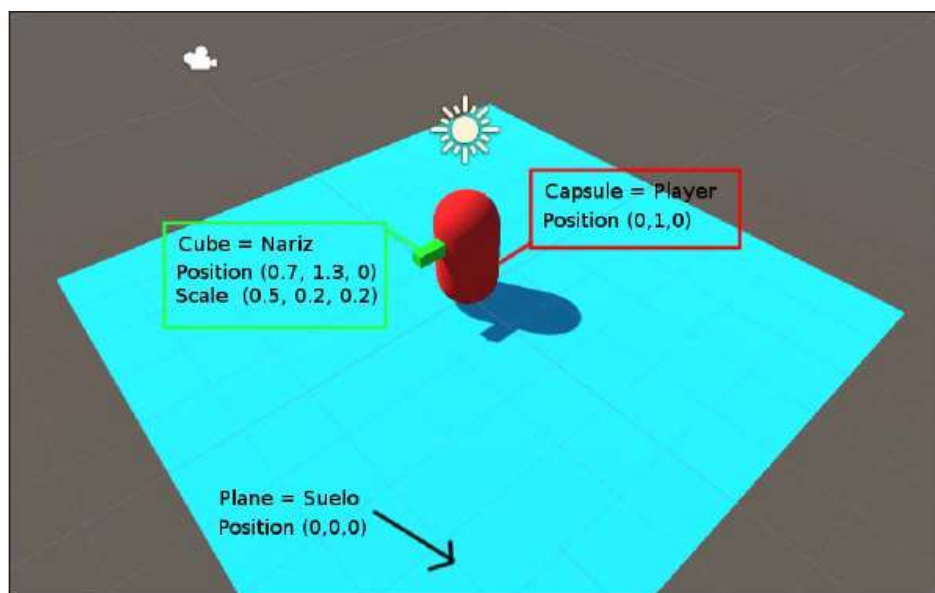 Capsule = Player
Position (0,1,0)
Cube = Nariz
Position (0.7, 1.3, 0)
Scale (0.5, 0.2, 0.2)
Plane = Suelo
Position (0,0,0)